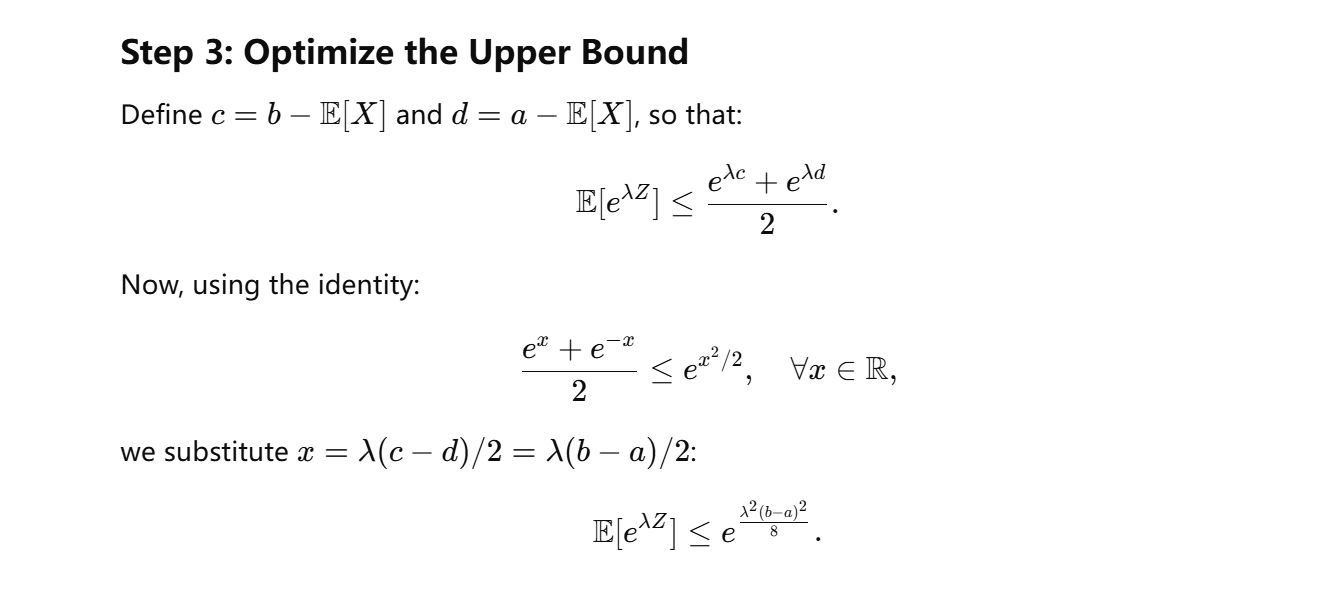 Step 3: Optimize the Upper Bound
Define $c = b - \mathbb{E}[X]$ and $d = a - \mathbb{E}[X]$, so that:
$$\mathbb{E}[e^{\lambda Z}] \leq \frac{e^{\lambda c} + e^{\lambda d}}{2}.$$
Now, using the identity:
$$\frac{e^x + e^{-x}}{2} \leq e^{x^2/2}, \quad \forall x \in \mathbb{R},$$
we substitute $x = \lambda(c - d)/2 = \lambda(b - a)/2$:
$$\mathbb{E}[e^{\lambda Z}] \leq e^{\frac{\lambda^2(b-a)^2}{8}}.$$